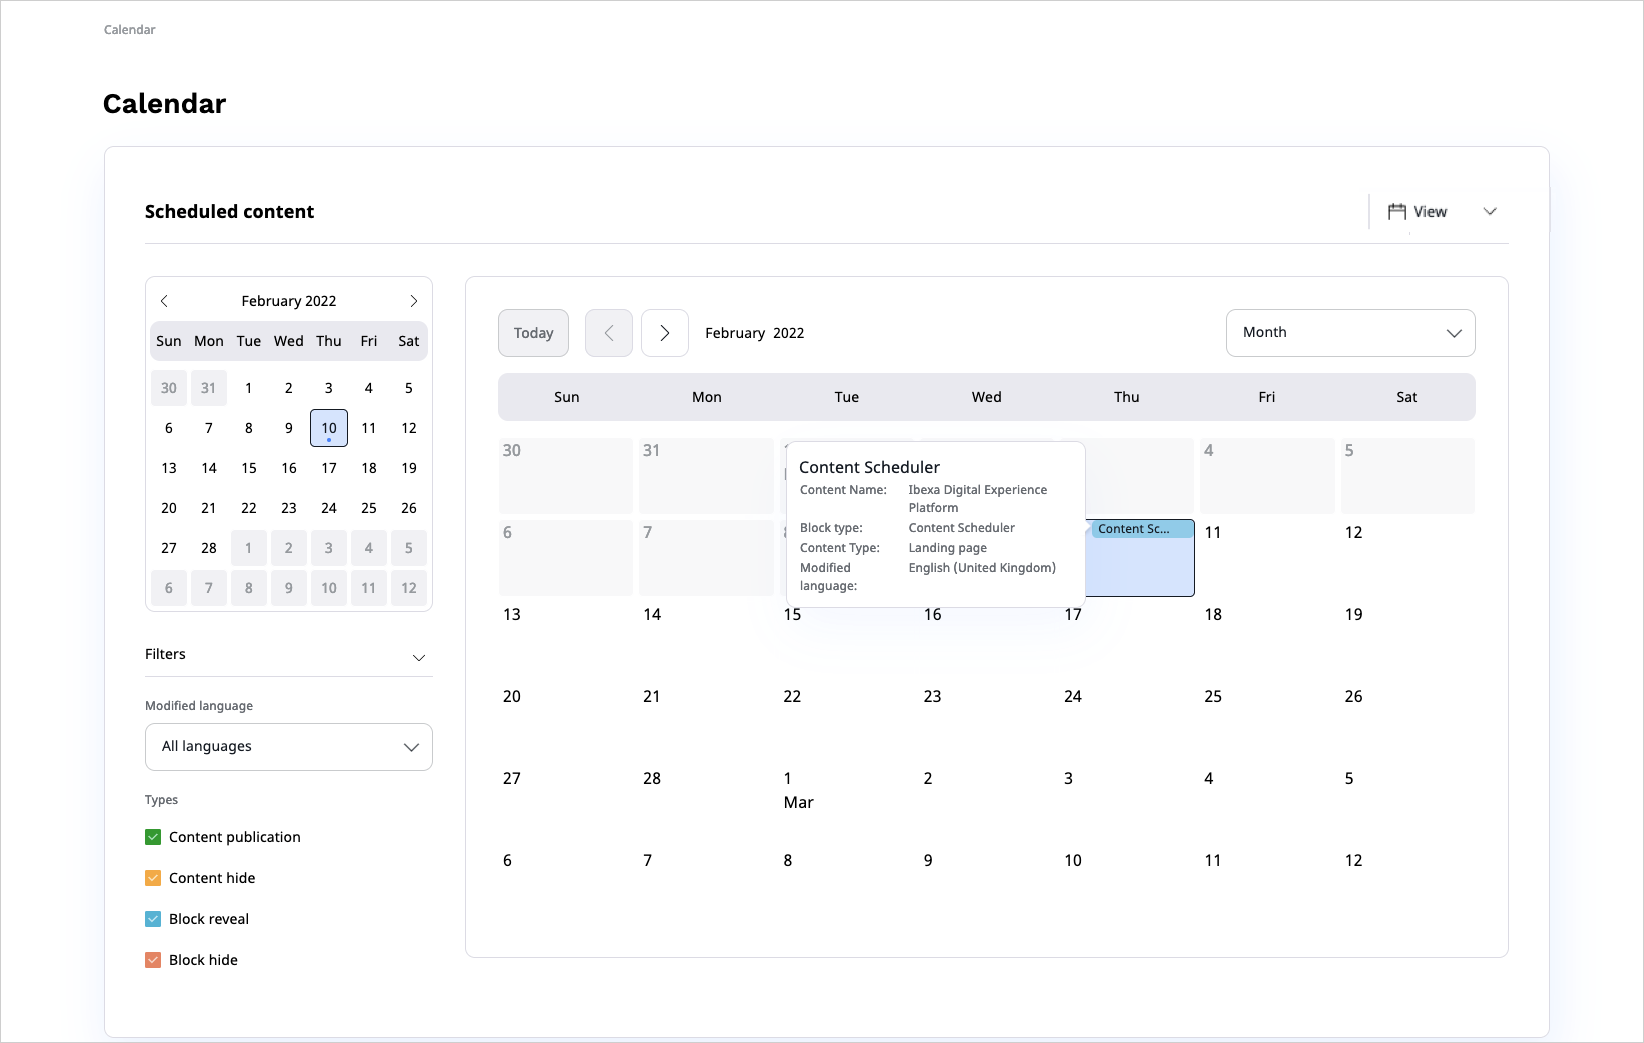 Calendar
Calendar
Scheduled content
View
February 2022
Sun Mon Tue Wed Thu Fri Sat
30 31 1 2 3 4 5
6 7 8 9 10 11 12
13 14 15 16 17 18 19
20 21 22 23 24 25 26
27 28 1 2 3 4 5
6 7 8 9 10 11 12
Filters
Modified language
All languages
Types
Content publication
Content hide
Block reveal
Block hide
Today
February 2022
Month
Sun Mon Tue Wed Thu Fri Sat
30 31 4 5
Content Scheduler
Content Name: Ibexa Digital Experience
Platform
Block type: Content Scheduler
Content Type: Landing page
Modified English (United Kingdom)
language:
6 7 Content Sc... 11 12
13 14 15 16 17 18 19
20 21 22 23 24 25 26
27 28 1 2 3 4 5
Mar
6 7 8 9 10 11 12